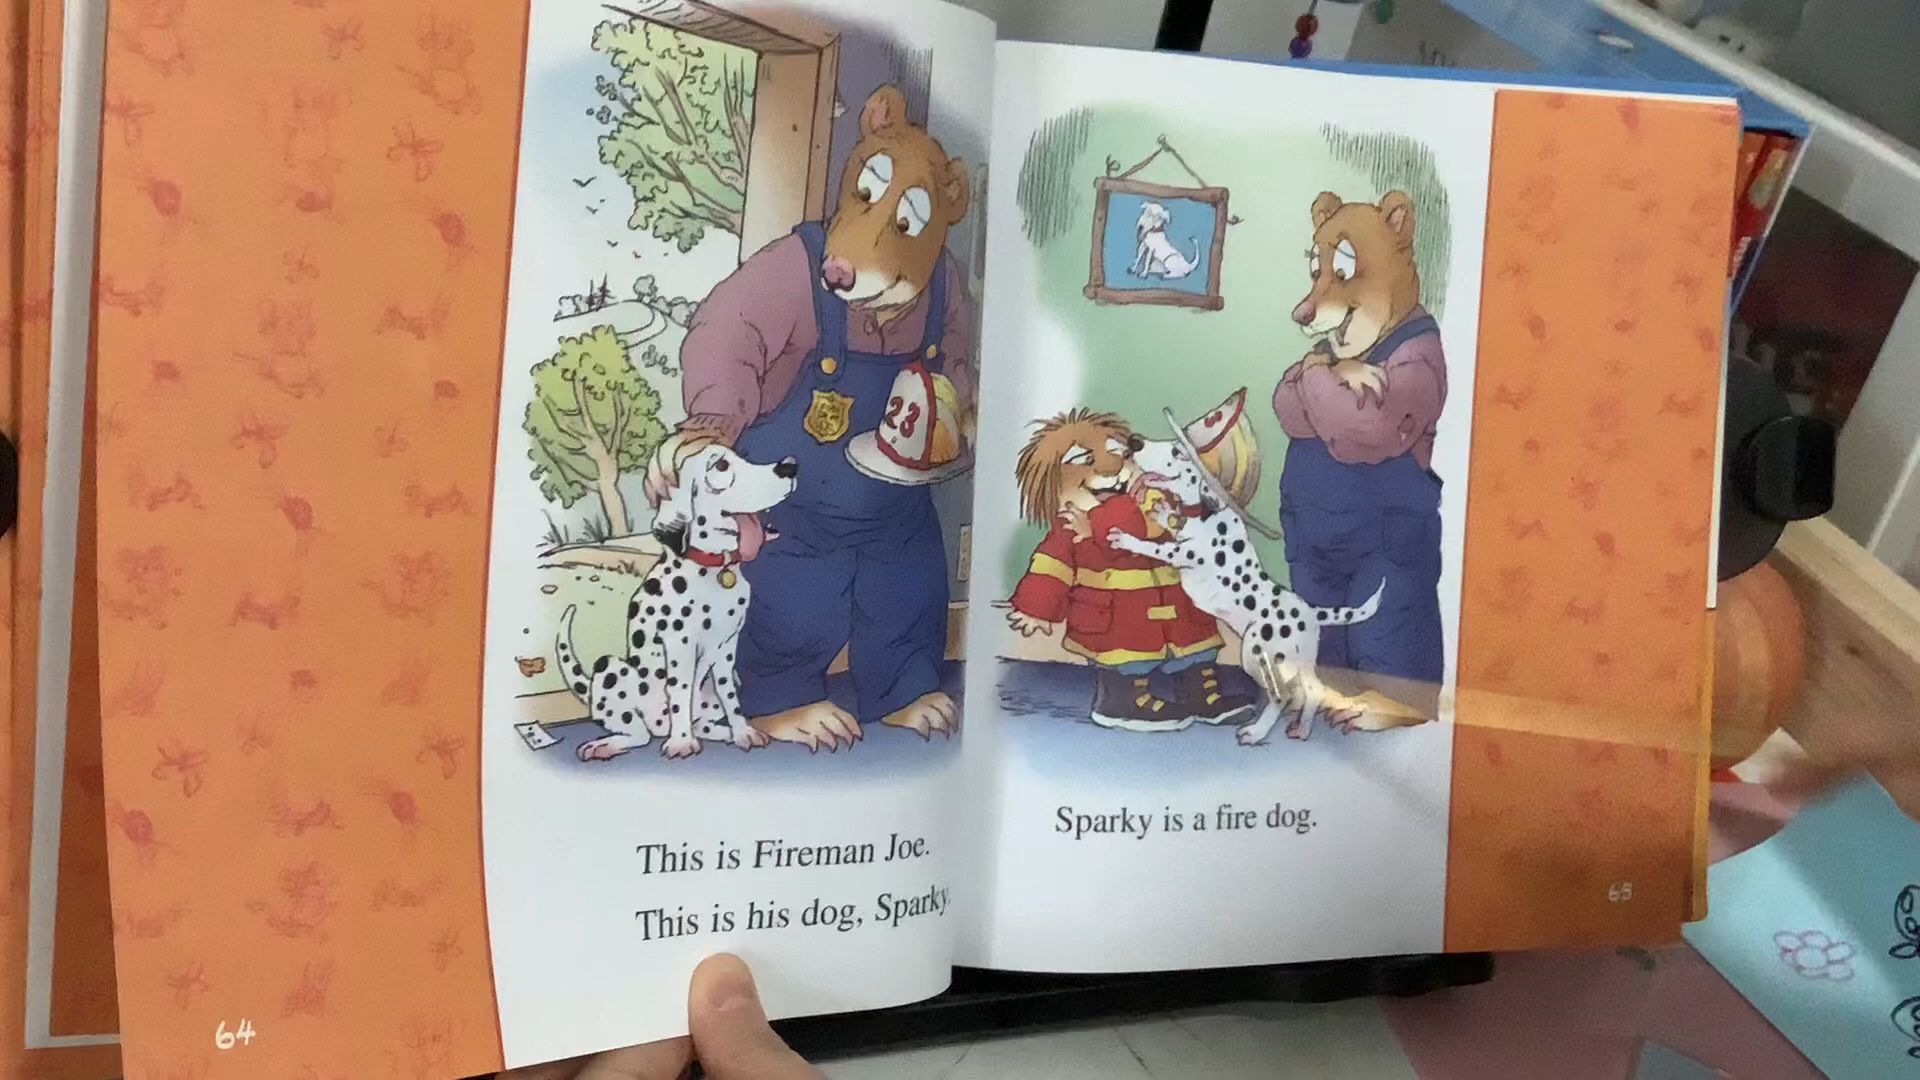 23
This is Fireman Joe.
This is his dog, Sparky.
64
Sparky is a fire dog.
65